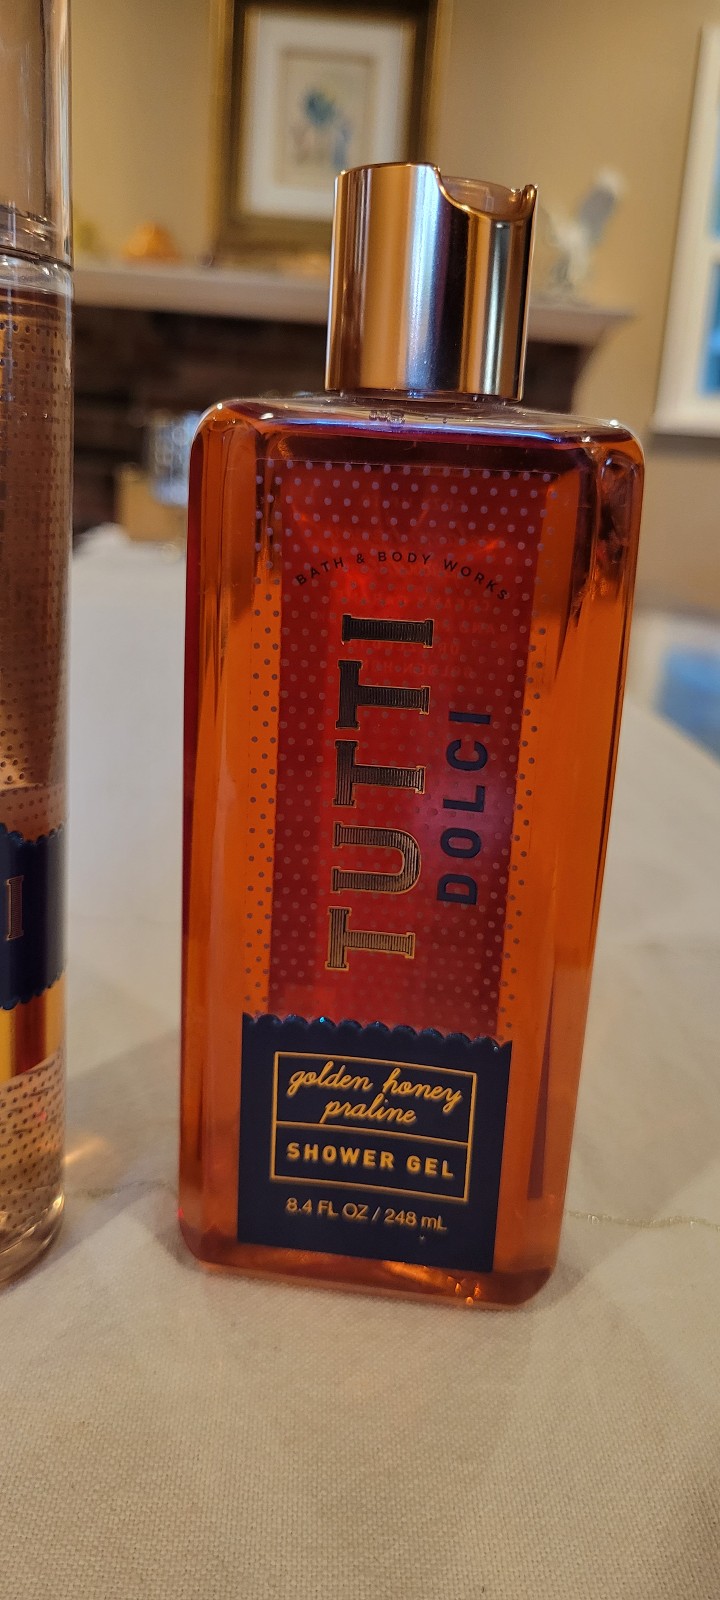 BATH & BODY WORKS
TUTTI
DOLCI
golden honey
praline
SHOWER GEL
8.4 FL OZ / 248 mL
I